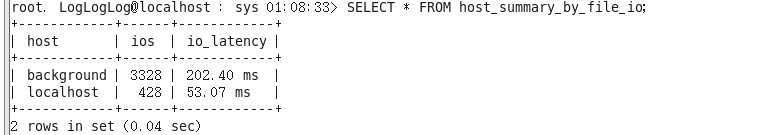 root. LogLogLog@localhost : sys 01:08:33> SELECT * FROM host_summary_by_file_io;
+------------+------+------------+
| host       | ios  | io_latency |
+------------+------+------------+
| background | 3328 | 202.40 ms  |
| localhost  |  428 | 53.07 ms   |
+------------+------+------------+
2 rows in set (0.04 sec)